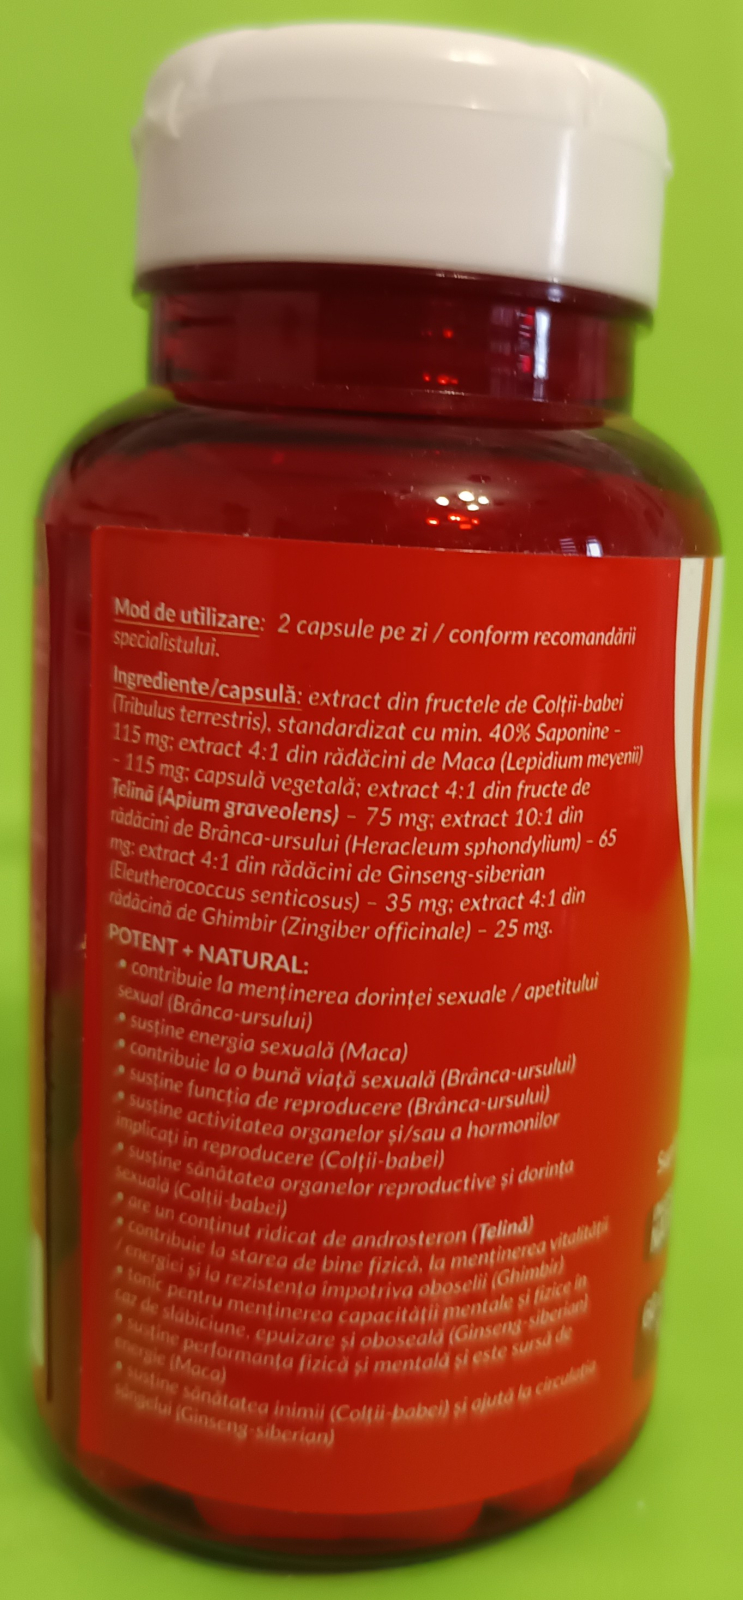 Mod de utilizare: 2 capsule pe zi / conform recomandării
specialistului.
Ingrediente/capsulă: extract din fructele de Colții-babei
(Tribulus terrestris), standardizat cu min. 40% Saponine -
115 mg; extract 4:1 din rădăcini de Maca (Lepidium meyenii)
- 115 mg; capsulă vegetală; extract 4:1 din fructe de
Țelină (Apium graveolens) - 75 mg; extract 10:1 din
rădăcini de Brânca-ursului (Heracleum sphondylium) - 65
mg; extract 4:1 din rădăcini de Ginseng-siberian
(Eleutherococcus senticosus) - 35 mg; extract 4:1 din
rădăcină de Ghimbir (Zingiber officinale) - 25 mg.
POTENT + NATURAL:
• contribuie la menținerea dorinței sexuale / apetitului
sexual (Brânca-ursului)
• susține energia sexuală (Maca)
• contribuie la o bună viață sexuală (Brânca-ursului)
• susține funcția de reproducere (Brânca-ursului)
• susține activitatea organelor și/sau a hormonilor
implicați în reproducere (Colții-babei)
• susține sănătatea organelor reproductive și dorința
sexuală (Colții-babei)
• are un conținut ridicat de androsteron (Țelină)
• contribuie la starea de bine fizică, la menținerea vitalității
/ energiei și la rezistența împotriva oboselii (Ghimbir)
• tonic pentru menținerea capacității mentale și fizice în
caz de slăbiciune, epuizare și oboseală (Ginseng-siberian)
• susține performanța fizică și mentală și este sursă de
energie (Maca)
• susține sănătatea inimii (Colții-babei) și ajută la circulația
sângelui (Ginseng-siberian)